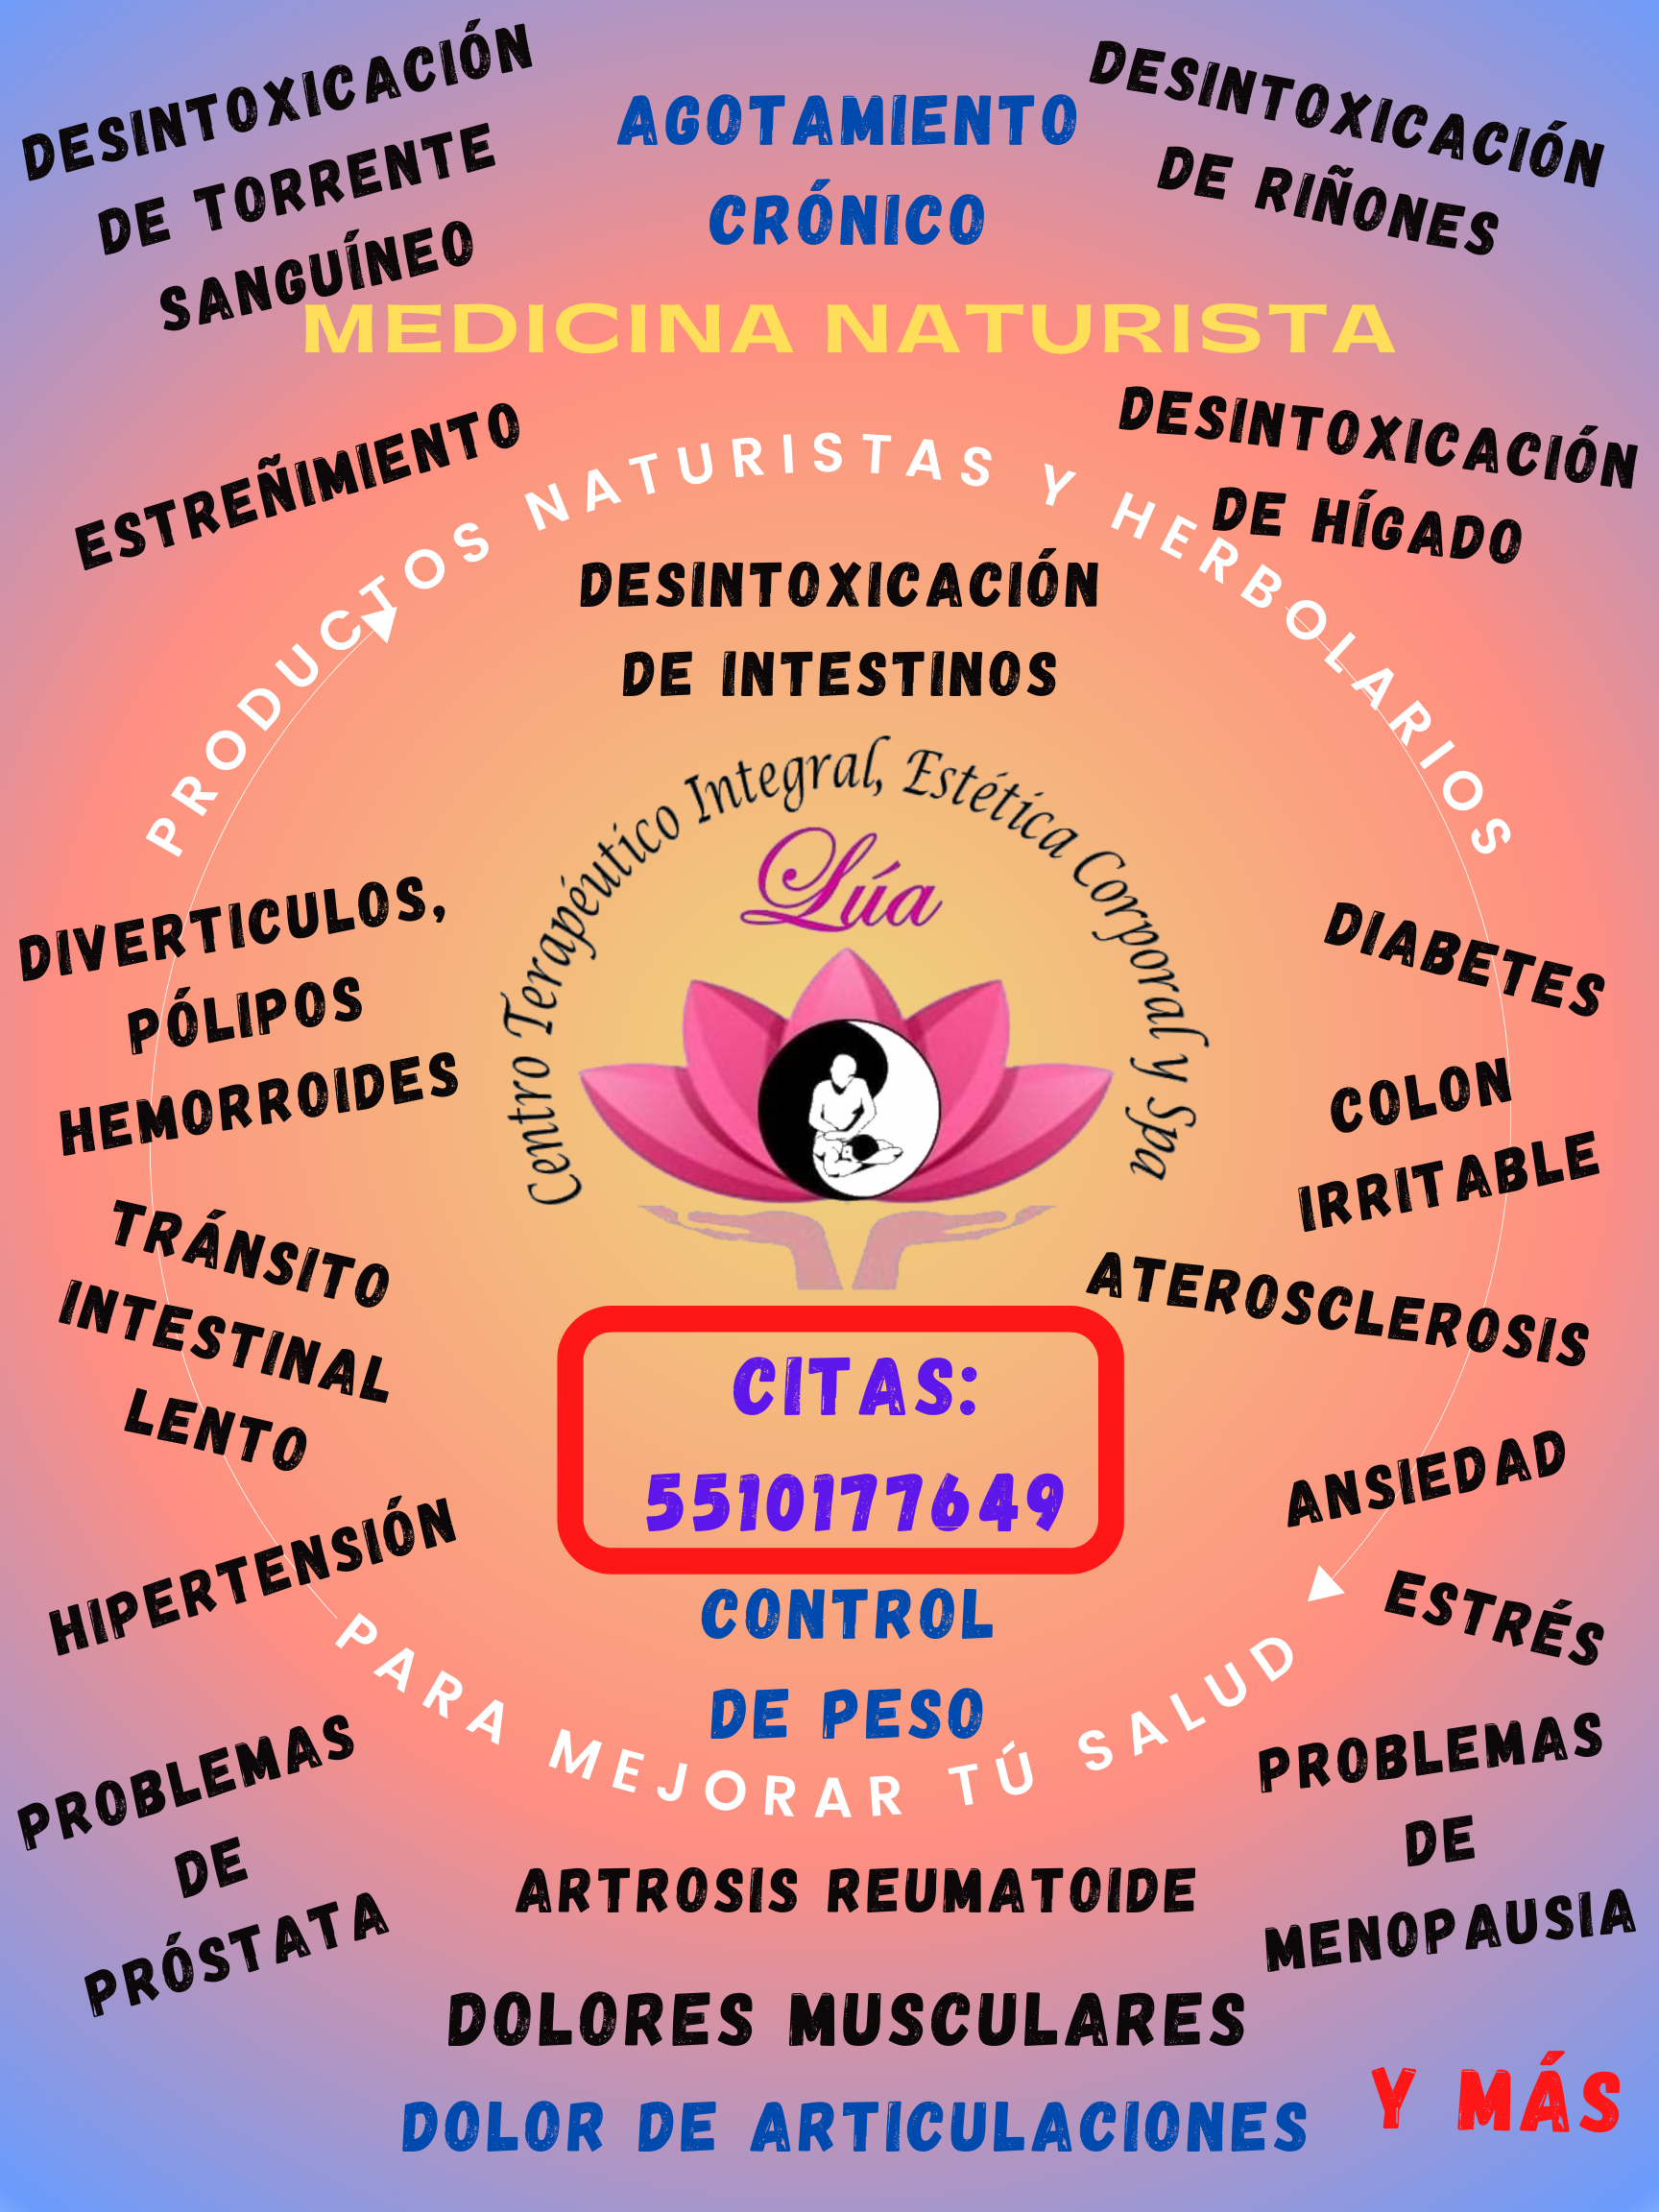 DESINTOXICACIÓN
DE TORRENTE
SANGUÍNEO
AGOTAMIENTO
CRÓNICO
DESINTOXICACIÓN
DE RIÑONES
MEDICINA NATURISTA
ESTREÑIMIENTO
DESINTOXICACIÓN
DE HÍGADO
PRODUCTOS NATURISTAS Y HERBOLARIOS
DESINTOXICACIÓN
DE INTESTINOS
Centro Terapéutico Integral, Estética Corporal y Spa
Lúa
DIVERTICULOS,
PÓLIPOS
HEMORROIDES
DIABETES
COLON
IRRITABLE
TRÁNSITO
INTESTINAL
LENTO
ATEROSCLEROSIS
CITAS:
5510177649
ANSIEDAD
HIPERTENSIÓN
ESTRÉS
CONTROL
DE PESO
PARA MEJORAR TÚ SALUD
PROBLEMAS
DE
PRÓSTATA
PROBLEMAS
DE
MENOPAUSIA
ARTROSIS REUMATOIDE
DOLORES MUSCULARES
DOLOR DE ARTICULACIONES
Y MÁS